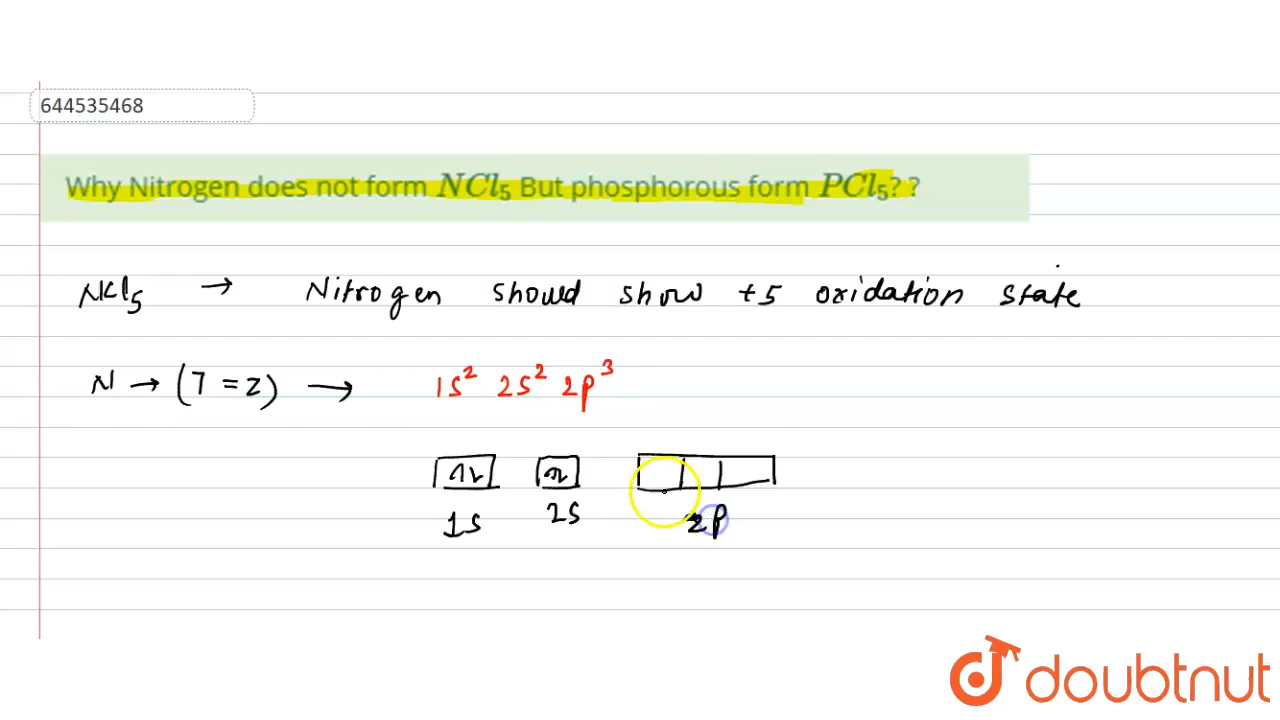 644535468
Why Nitrogen does not form NCl₅ But phosphorous form PCl₅? ?
NCl₅ → Nitrogen should show +5 oxidation state
N → (7 = Z) → 1s² 2s² 2p³
1S 2S 2P
doubtnut